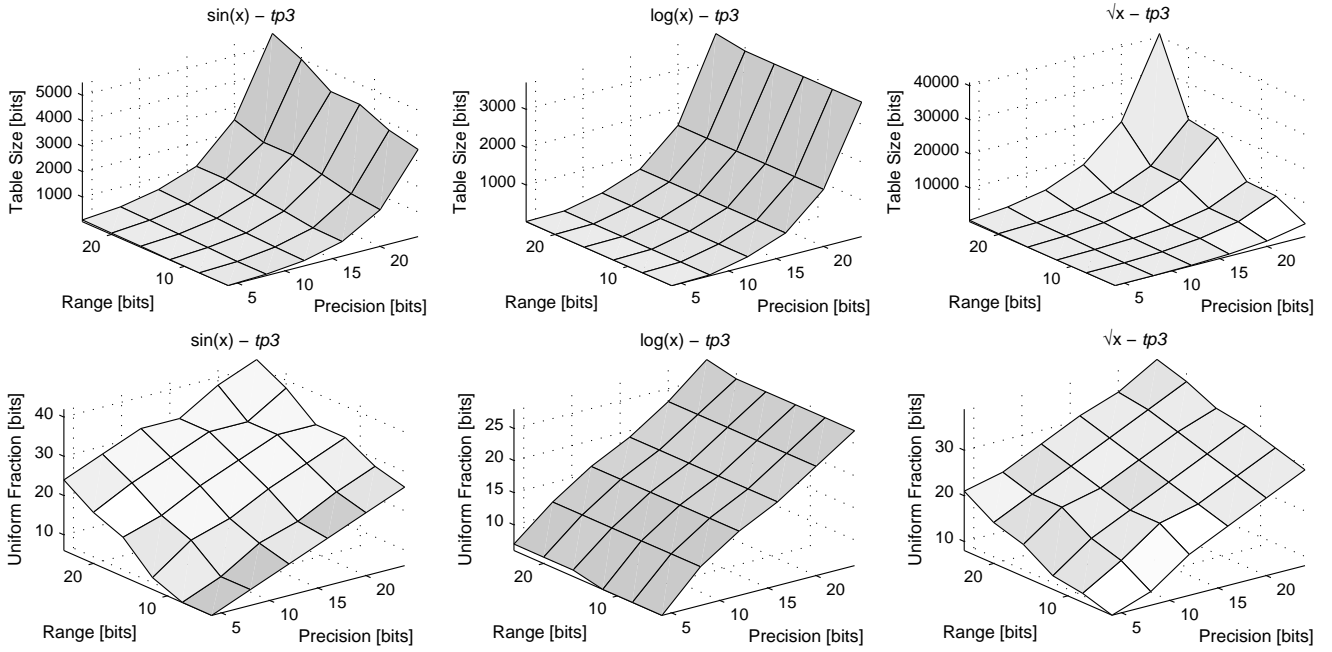 sin(x) − tp3
5000
4000
3000
2000
1000
Table Size [bits]
20
10
Range [bits]
5
10
15
20
Precision [bits]
log(x) − tp3
3000
2000
1000
Table Size [bits]
20
10
Range [bits]
5
10
15
20
Precision [bits]
√x − tp3
40000
30000
20000
10000
Table Size [bits]
20
10
Range [bits]
5
10
15
20
Precision [bits]
sin(x) − tp3
40
30
20
10
Uniform Fraction [bits]
20
10
Range [bits]
5
10
15
20
Precision [bits]
log(x) − tp3
25
20
15
10
Uniform Fraction [bits]
20
10
Range [bits]
5
10
15
20
Precision [bits]
√x − tp3
30
20
10
Uniform Fraction [bits]
20
10
Range [bits]
5
10
15
20
Precision [bits]